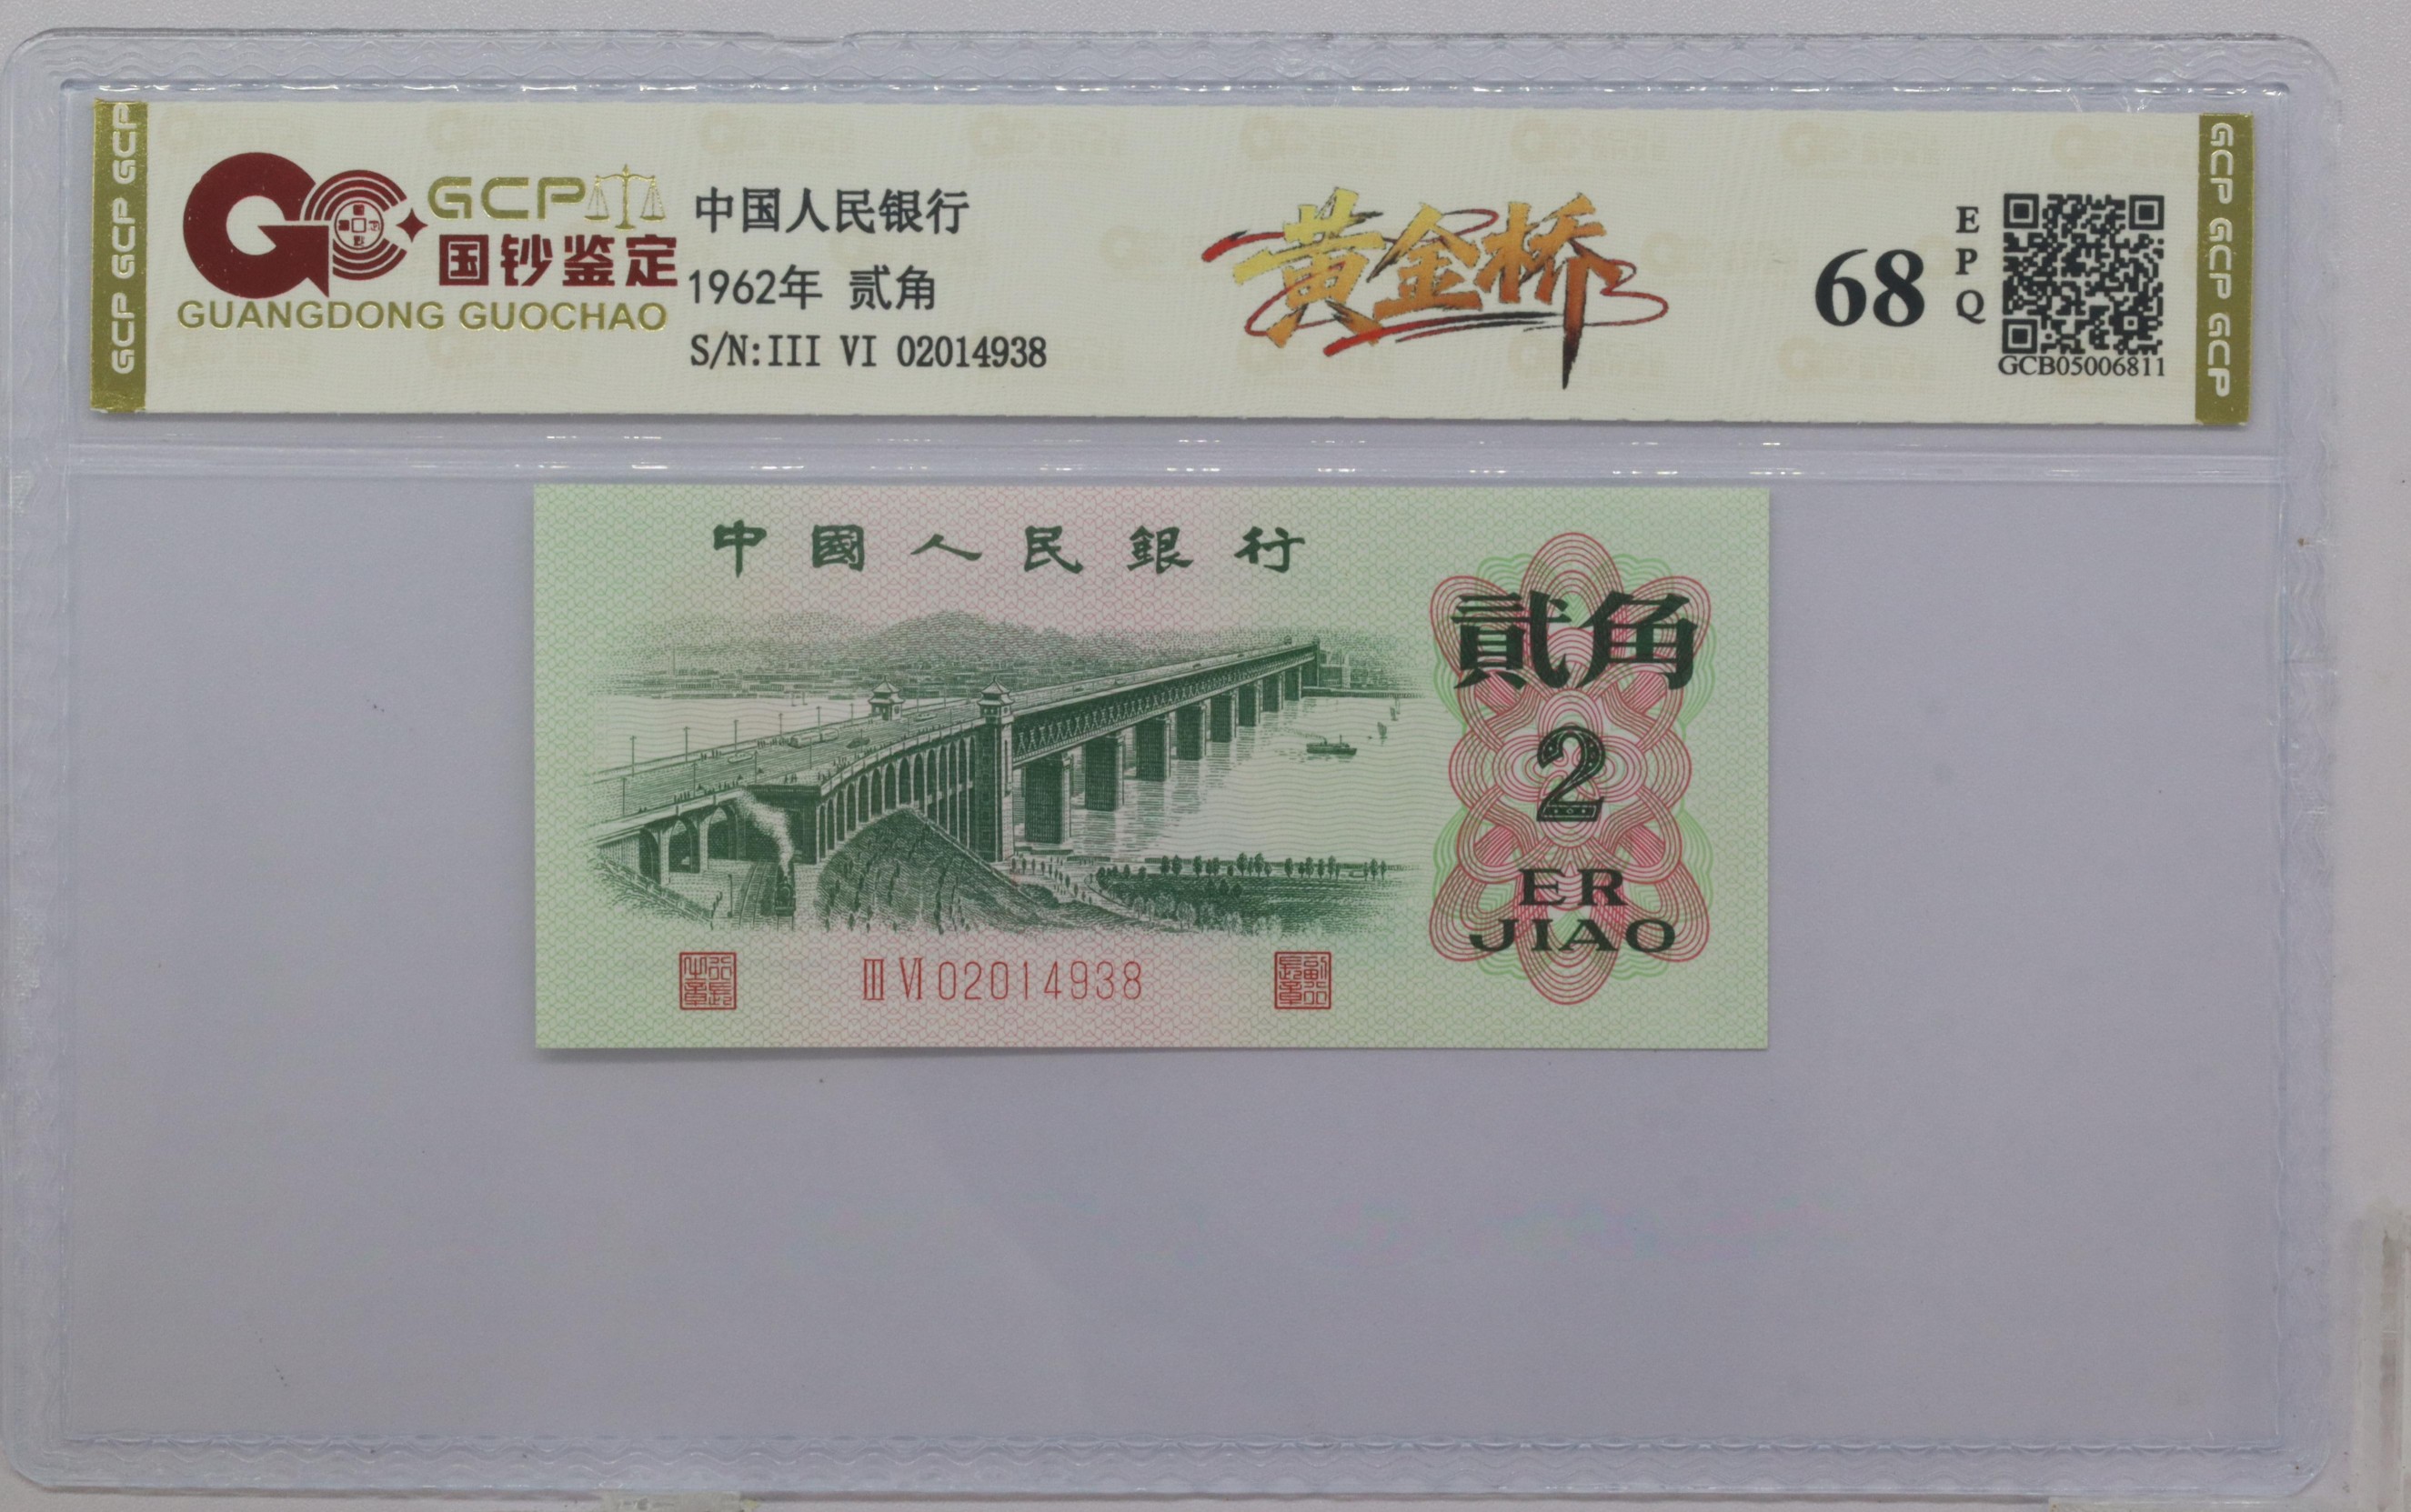 GCP GCP GCP
GCP
国钞鉴定
GUANGDONG GUOCHAO
中国人民银行
1962年 贰角
S/N:III VI 02014938
黄金桥
68
EPQ
GCB05006811
GCP GCP GCP
中國人民銀行
貳角
2
ER
JIAO
III VI 02014938